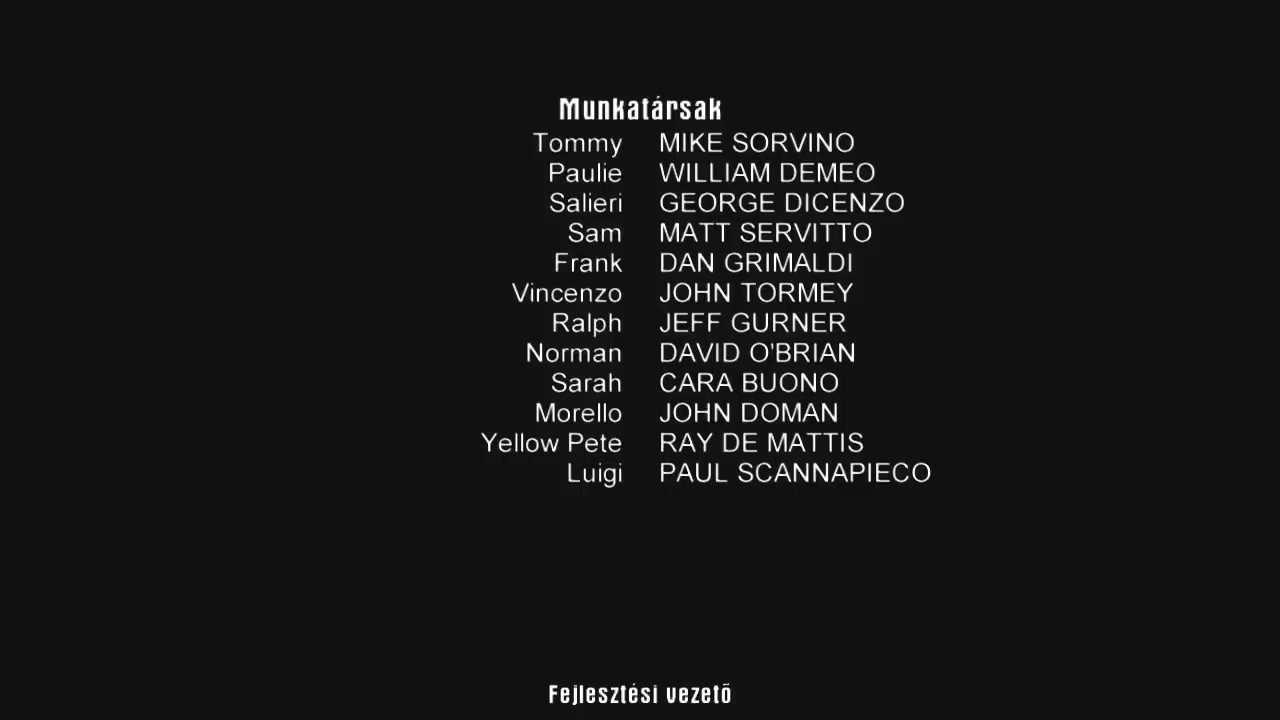 Munkatársak
Tommy MIKE SORVINO
Paulie WILLIAM DEMEO
Salieri GEORGE DICENZO
Sam MATT SERVITTO
Frank DAN GRIMALDI
Vincenzo JOHN TORMEY
Ralph JEFF GURNER
Norman DAVID O'BRIAN
Sarah CARA BUONO
Morello JOHN DOMAN
Yellow Pete RAY DE MATTIS
Luigi PAUL SCANNAPIECO
Fejlesztési vezető